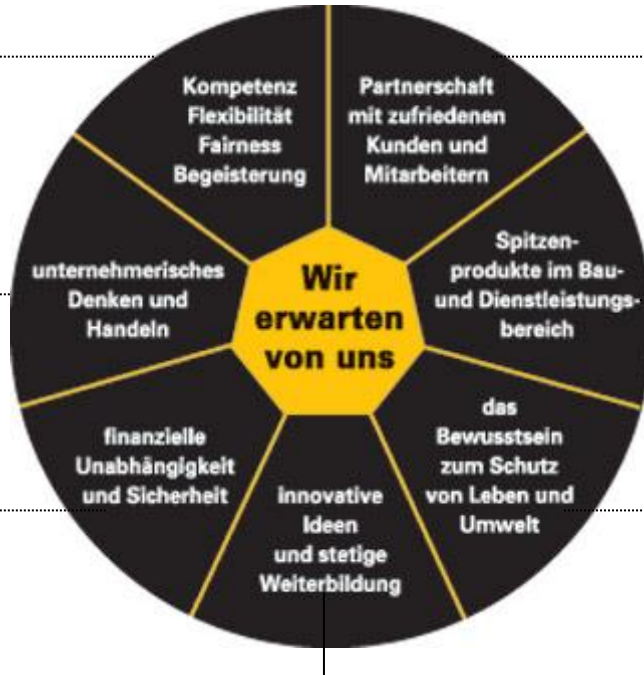 Wir
erwarten
von uns
Partnerschaft
mit zufriedenen
Kunden und
Mitarbeitern
Spitzen-
produkte im Bau-
und Dienstleistungs-
bereich
das
Bewusstsein
zum Schutz
von Leben und
Umwelt
innovative
Ideen
und stetige
Weiterbildung
finanzielle
Unabhängigkeit
und Sicherheit
unternehmerisches
Denken und
Handeln
Kompetenz
Flexibilität
Fairness
Begeisterung